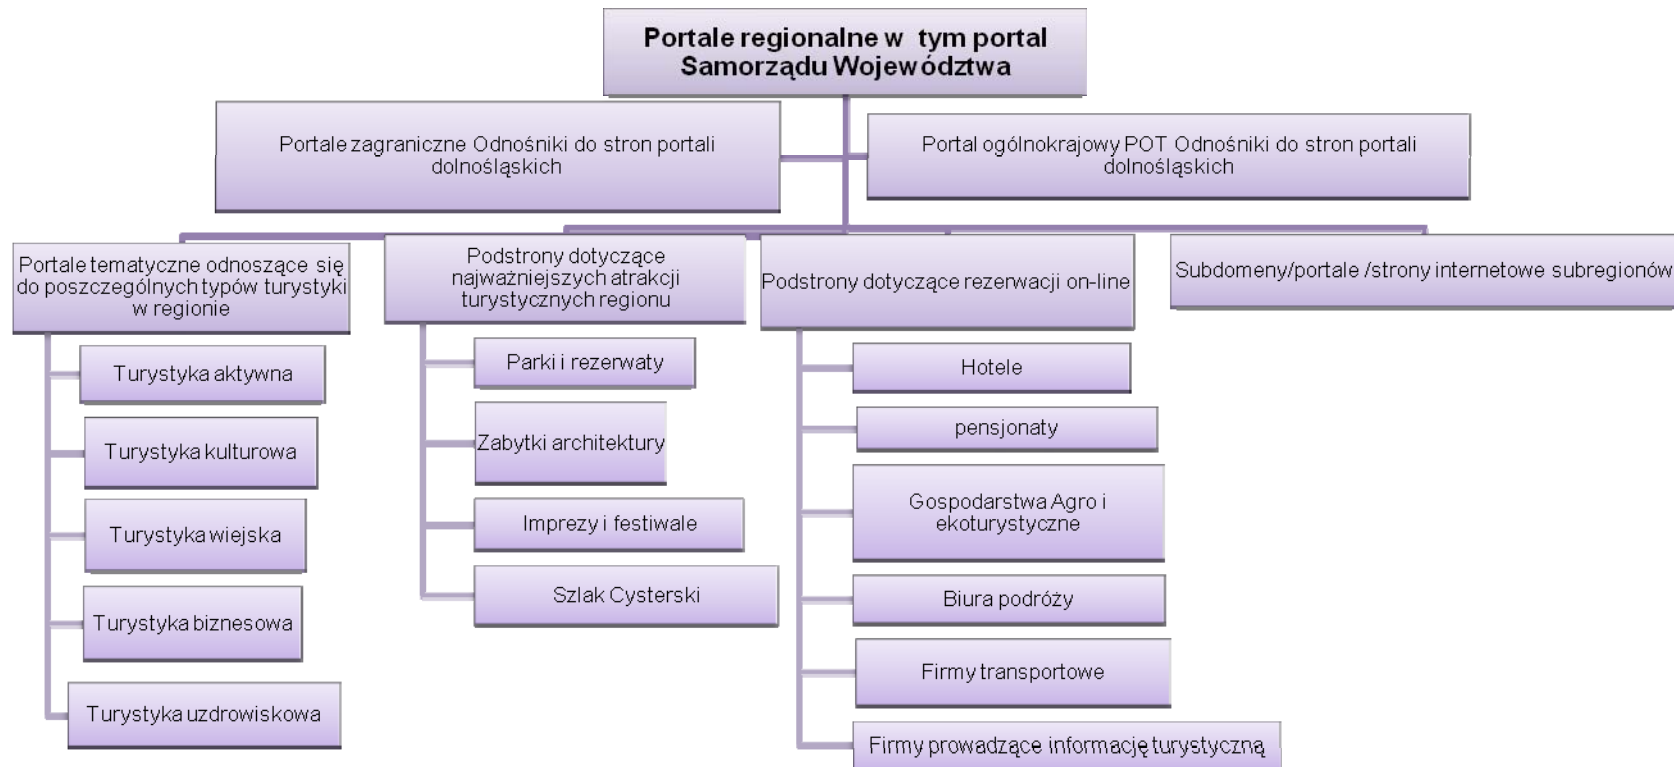 Portale regionalne w tym portal
Samorządu Województwa
Portale zagraniczne Odnośniki do stron portali
dolnośląskich
Portal ogólnokrajowy POT Odnośniki do stron portali
dolnośląskich
Portale tematyczne odnoszące się
do poszczególnych typów turystyki
w regionie
Turystyka aktywna
Turystyka kulturowa
Turystyka wiejska
Turystyka biznesowa
Turystyka uzdrowiskowa
Podstrony dotyczące
najważniejszych atrakcji
turystycznych regionu
Parki i rezerwaty
Zabytki architektury
Imprezy i festiwale
Szlak Cysterski
Podstrony dotyczące rezerwacji on-line
Hotele
pensjonaty
Gospodarstwa Agro i
ekoturystyczne
Biura podróży
Firmy transportowe
Firmy prowadzące informację turystyczną
Subdomeny/portale /strony internetowe subregionów